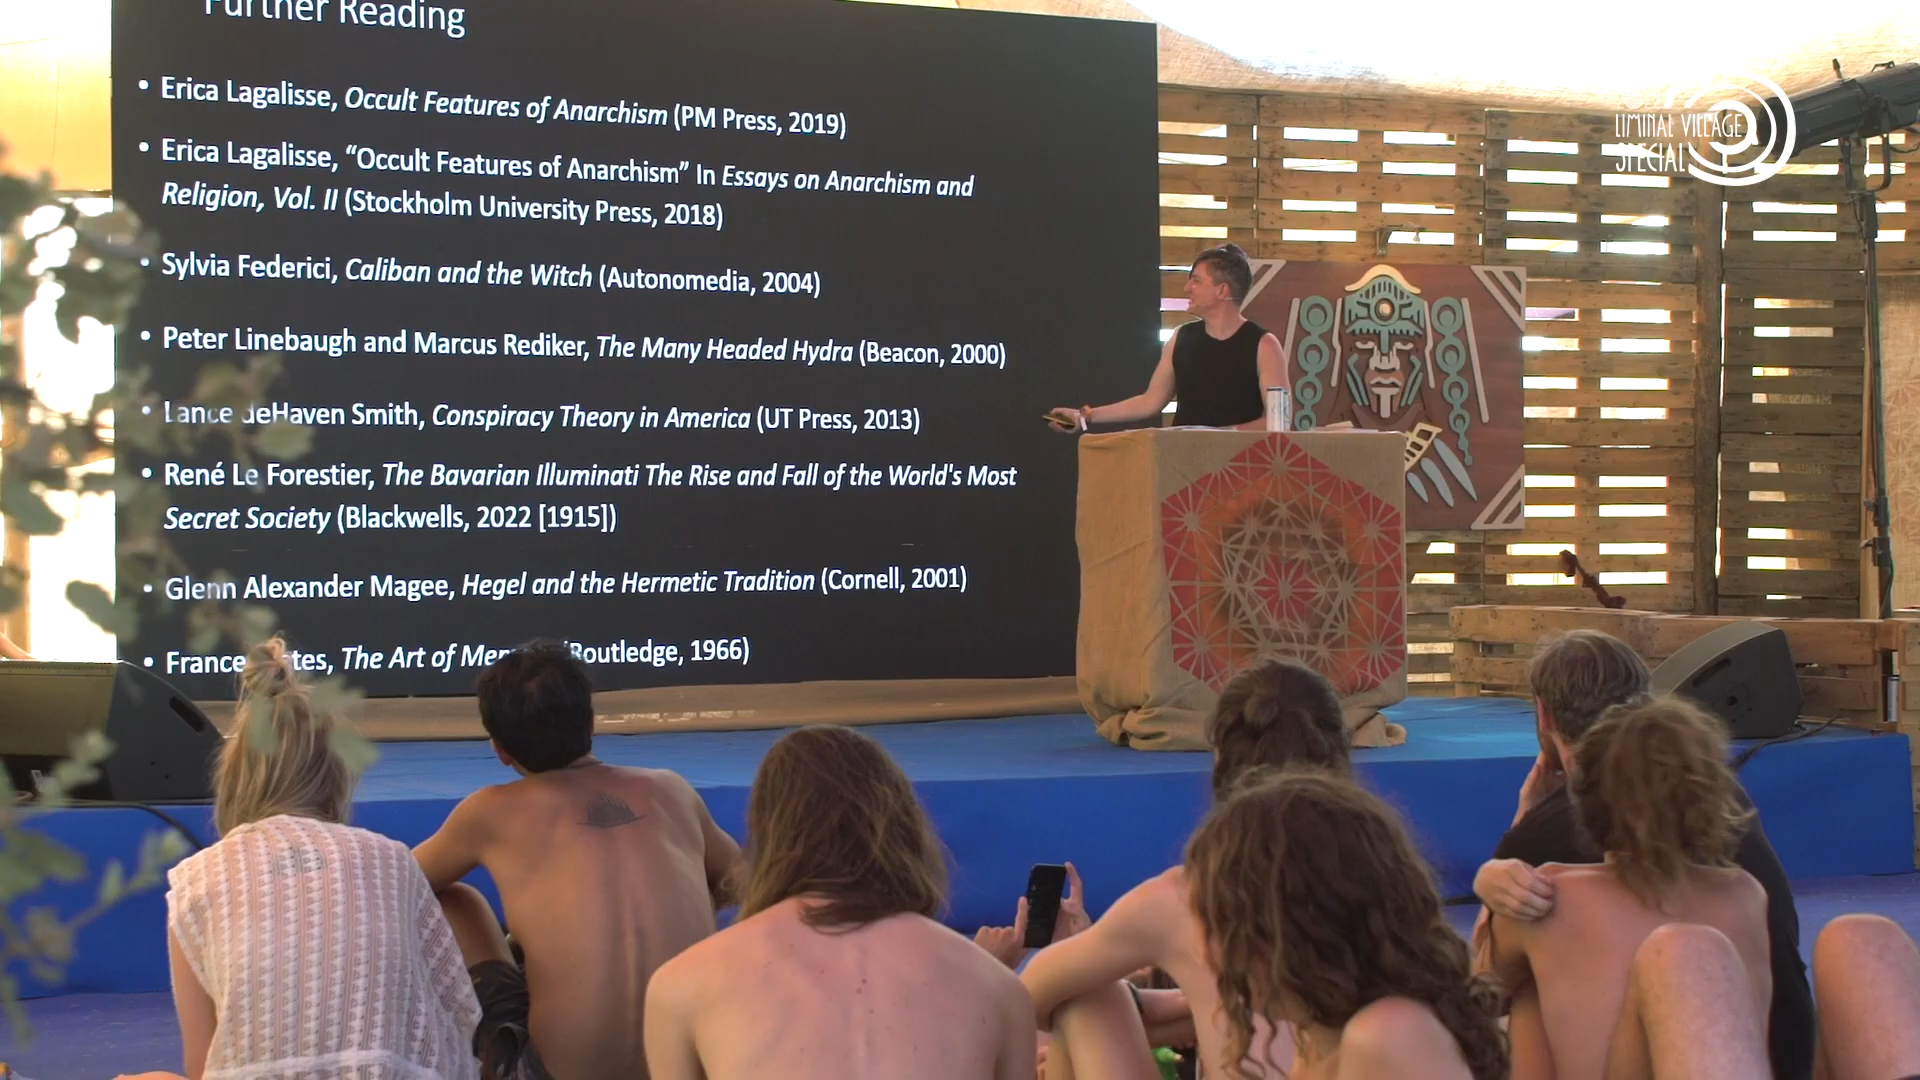 Further Reading
• Erica Lagalisse, Occult Features of Anarchism (PM Press, 2019)
• Erica Lagalisse, “Occult Features of Anarchism” In Essays on Anarchism and
Religion, Vol. II (Stockholm University Press, 2018)
• Sylvia Federici, Caliban and the Witch (Autonomedia, 2004)
• Peter Linebaugh and Marcus Rediker, The Many Headed Hydra (Beacon, 2000)
• Lance deHaven Smith, Conspiracy Theory in America (UT Press, 2013)
• René Le Forestier, The Bavarian Illuminati The Rise and Fall of the World's Most
Secret Society (Blackwells, 2022 [1915])
• Glenn Alexander Magee, Hegel and the Hermetic Tradition (Cornell, 2001)
• The Art of (Routledge, 1966)
LIMINAL VILLAGE
SPECIAL